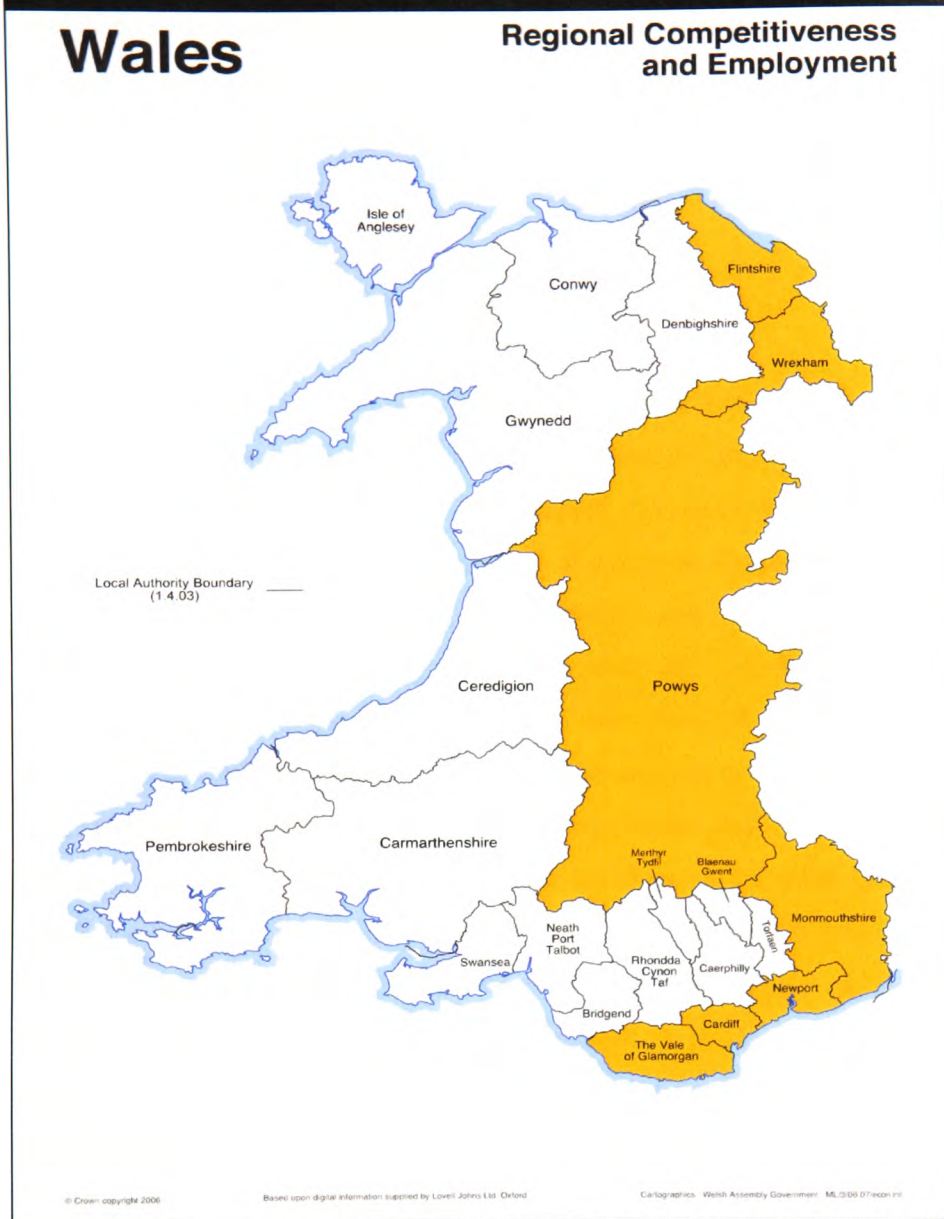 Wales
Regional Competitiveness
and Employment
Isle of
Anglesey
Flintshire
Conwy
Denbighshire
Wrexham
Gwynedd
Local Authority Boundary
(1.4.03)
Ceredigion
Powys
Pembrokeshire
Carmarthenshire
Merthyr
Tydfil
Blaenau
Gwent
Monmouthshire
Neath
Port
Talbot
Torfaen
Swansea
Rhondda
Cynon
Taf
Caerphilly
Newport
Bridgend
Cardiff
The Vale
of Glamorgan
© Crown copyright 2006
Based upon digital information supplied by Lovell Johns Ltd. Oxford
Cartographics Welsh Assembly Government